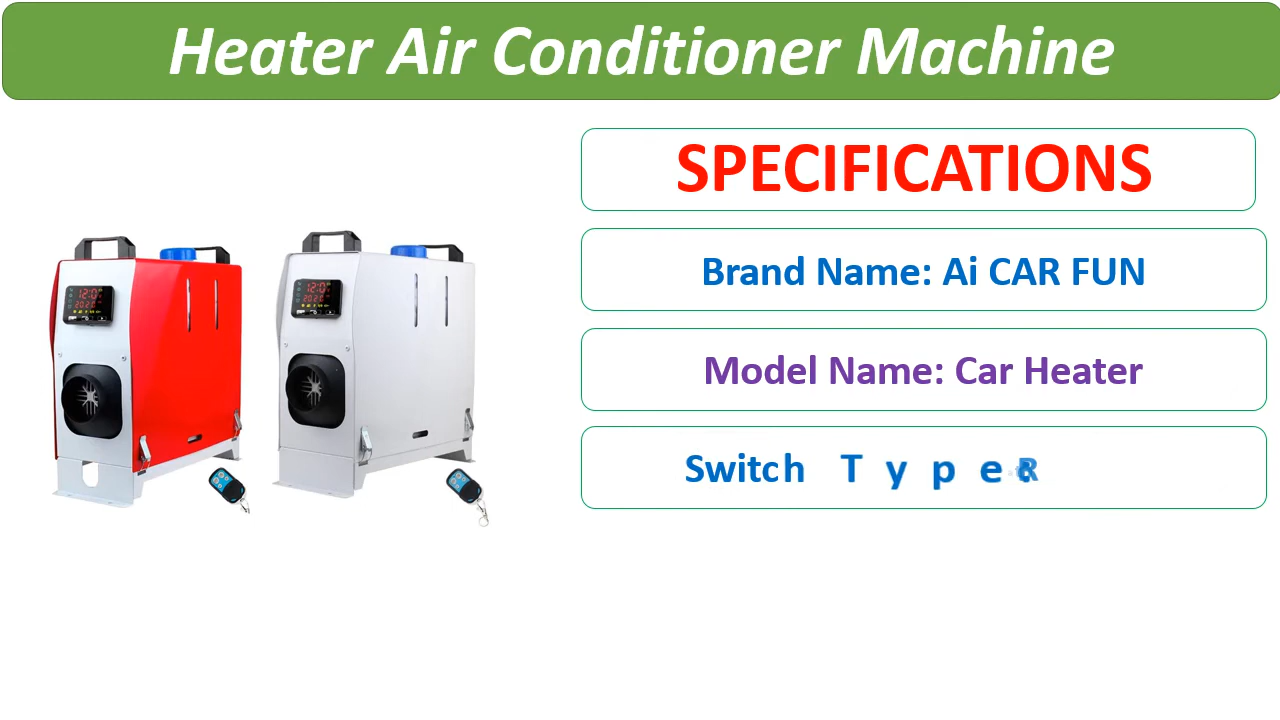 Heater Air Conditioner Machine
SPECIFICATIONS
Brand Name: Ai CAR FUN
Model Name: Car Heater
Switch Type